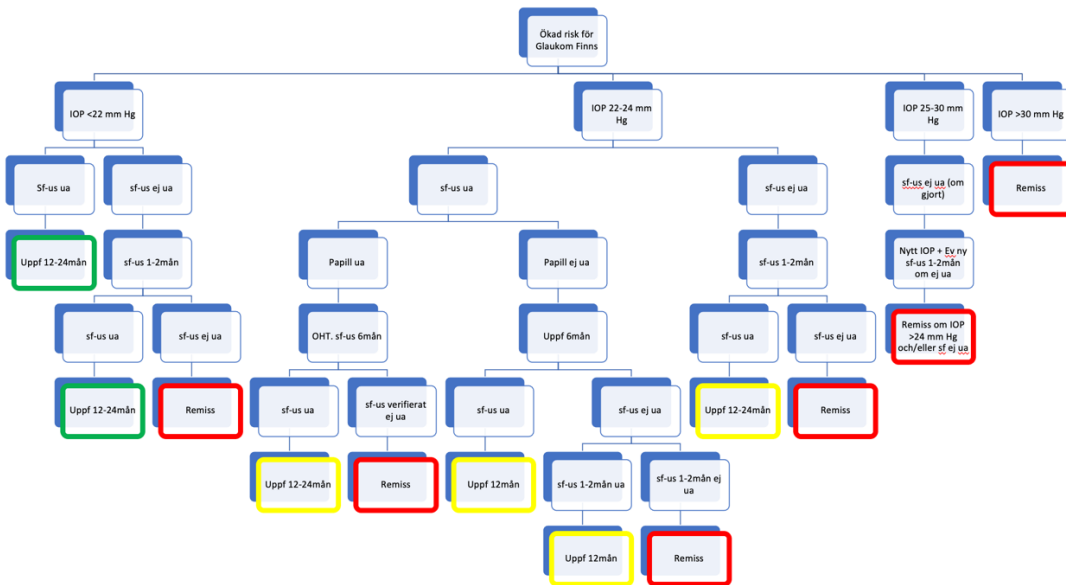 Ökad risk för
Glaukom Finns
IOP <22 mm Hg
IOP 22-24 mm
Hg
IOP 25-30 mm
Hg
IOP >30 mm Hg
Sf-us ua
sf-us ej ua
sf-us ua
sf-us ej ua
sf-us ej ua (om
gjort)
Remiss
Uppf 12-24mån
sf-us 1-2mån
Papill ua
Papill ej ua
sf-us 1-2mån
Nytt IOP + Ev ny
sf-us 1-2mån
om ej ua
sf-us ua
sf-us ej ua
OHT. sf-us 6mån
Uppf 6mån
sf-us ua
sf-us ej ua
Remiss om IOP
>24 mm Hg
och/eller sf ej ua
Uppf 12-24mån
Remiss
sf-us ua
sf-us verifierat
ej ua
sf-us ua
sf-us ej ua
Uppf 12-24mån
Remiss
Uppf 12-24mån
Remiss
Uppf 12mån
sf-us 1-2mån ua
sf-us 1-2mån ej
ua
Uppf 12mån
Remiss